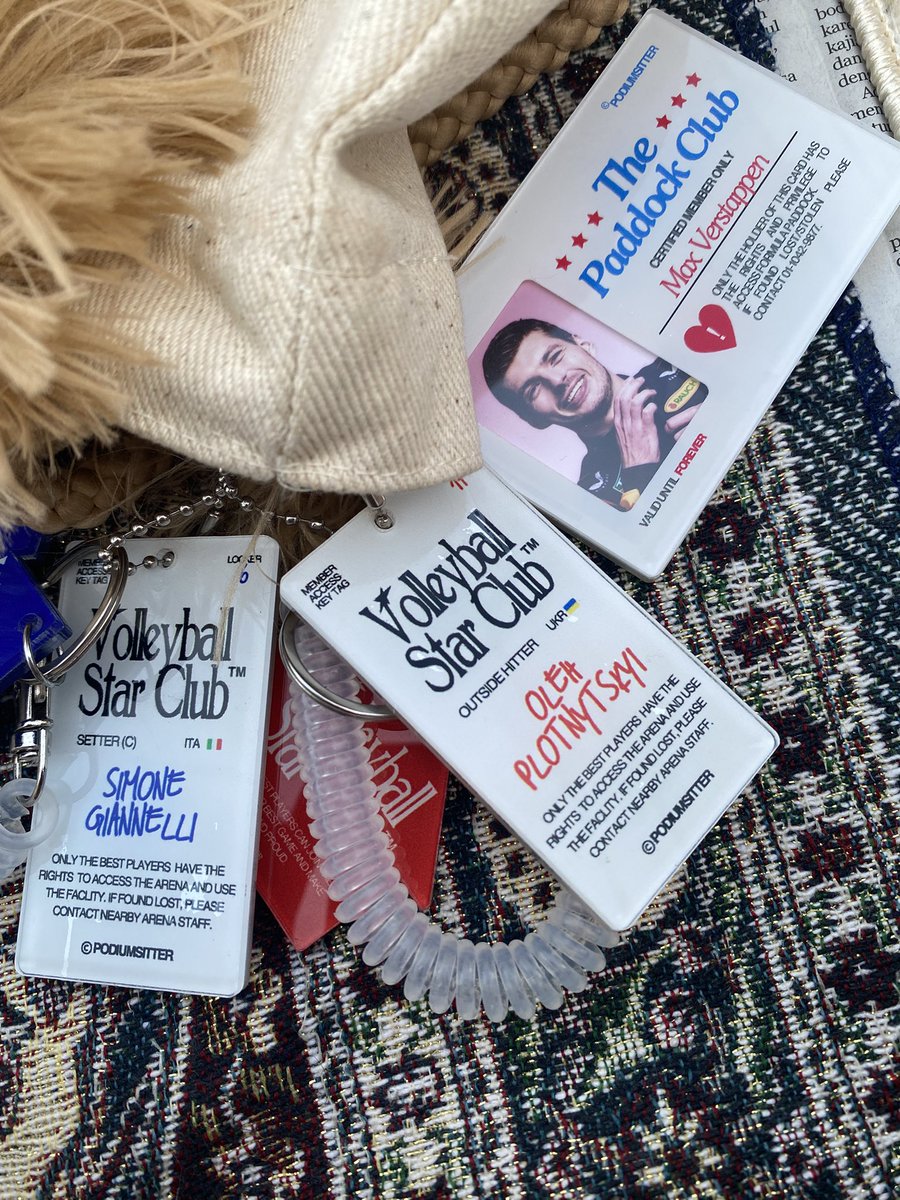 ©PODIUMSITTER
The
Paddock Club
CERTIFIED MEMBER ONLY
Max Verstappen
ONLY THE HOLDER OF THIS CARD HAS
THE RIGHTS AND PRIVILEGE TO
ACCESS FORMULA PADDOCK
IF FOUND LOST/STOLEN PLEASE
CONTACT 01-1042-9877.
!
RAUCH
VALID UNTIL FOREVER
MEMBER
ACCESS
KEY TAG
Volleyball
Star Club™
OUTSIDE HITTER UKR
OLEH
PLOTNYTSKYI
ONLY THE BEST PLAYERS HAVE THE
RIGHTS TO ACCESS THE ARENA AND USE
THE FACILITY. IF FOUND LOST, PLEASE
CONTACT NEARBY ARENA STAFF.
©PODIUMSITTER
MEMBER
ACCESS
KEY TAG
LOCKER
Volleyball
Star Club™
SETTER (C) ITA
SIMONE
GIANNELLI
ONLY THE BEST PLAYERS HAVE THE
RIGHTS TO ACCESS THE ARENA AND USE
THE FACLITY. IF FOUND LOST, PLEASE
CONTACT NEARBY ARENA STAFF.
©PODIUMSITTER